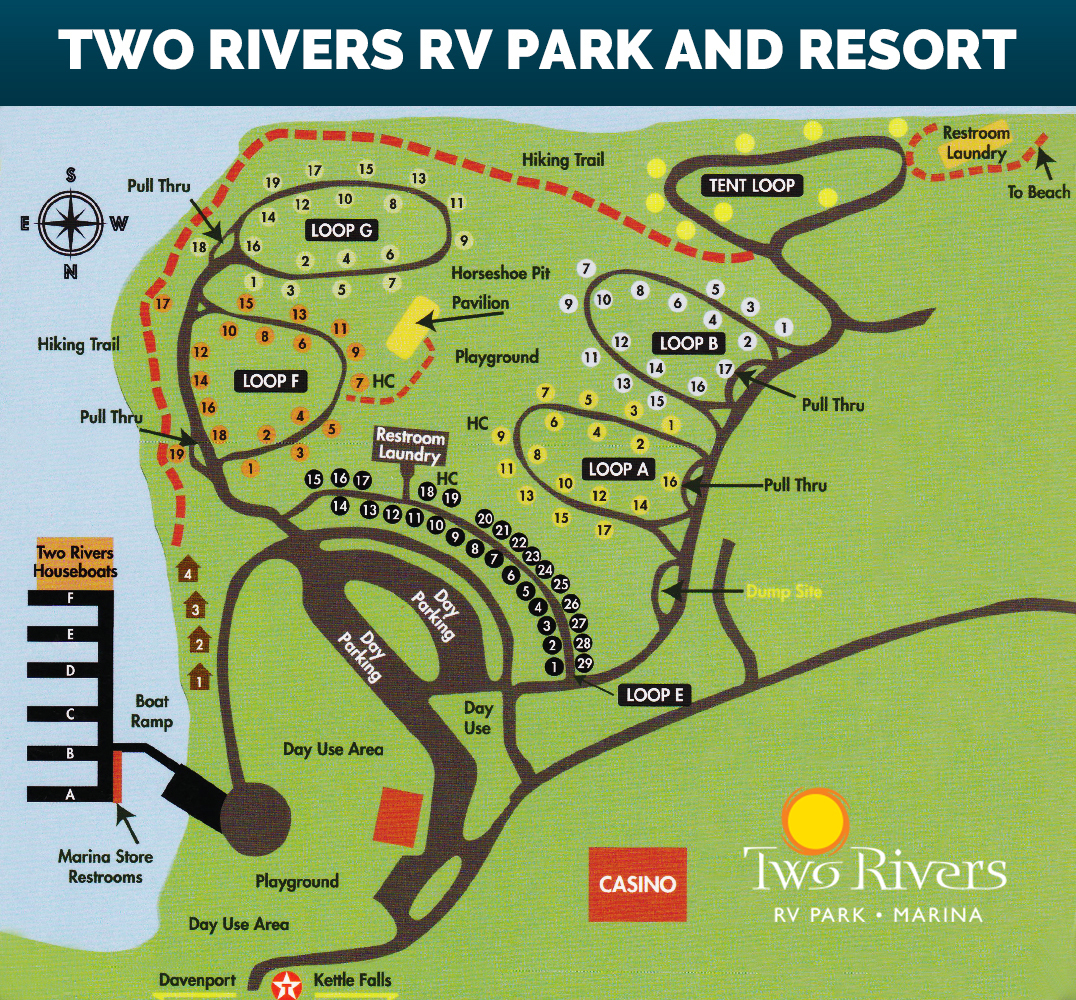 TWO RIVERS RV PARK AND RESORT
Restroom
Laundry
To Beach
Hiking Trail
TENT LOOP
S
E W
N
Pull Thru
17 15
19 13
12 10 8 11
14
LOOP G
18 16 9
2 4 6
1 3 5 7
Horseshoe Pit
Pavilion
Playground
17 15 13
10 8 6 11
Hiking Trail
12 9
14
LOOP F
7 HC
16
Pull Thru
18 2 4 5
19 1 3
7
9 10 8 6 5 3
4 1
12
LOOP B
2
11 14 17
13 15 16
Pull Thru
7 5 3 1
HC
9 6 4 2
11 8
LOOP A
16
Pull Thru
13 10 12 14
15 17
Restroom
Laundry
HC
15 16 17 18 19
14 13 12 11 10 20 21
9 8 7 22 23
6 24 25
5 4 26
3 27
2 28
1 29
LOOP E
Dump Site
Day
Parking
Day
Parking
Day
Use
Two Rivers
Houseboats
F
E
D
C
B
A
4
3
2
1
Boat
Ramp
Marina Store
Restrooms
Day Use Area
Playground
Day Use Area
CASINO
Two Rivers
RV PARK • MARINA
Davenport
T
Kettle Falls